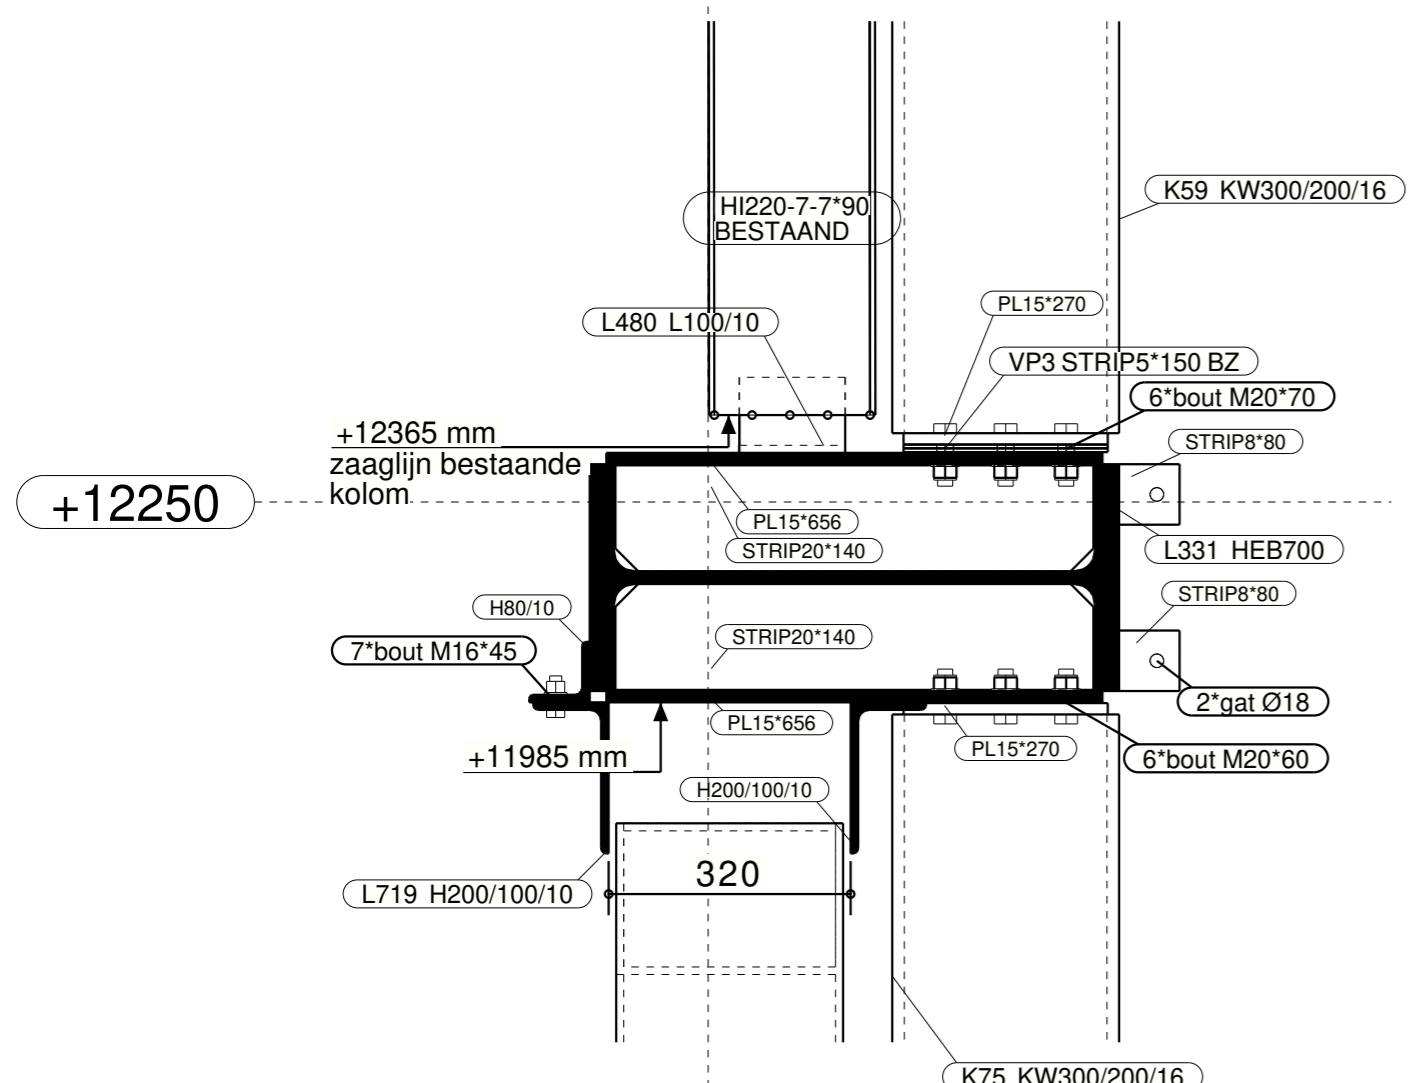 K59 KW300/200/16
HI220-7-7*90
BESTAAND
PL15*270
L480 L100/10
VP3 STRIP5*150 BZ
6*bout M20*70
+12365 mm
zaaglijn bestaande
kolom
STRIP8*80
+12250
PL15*656
STRIP20*140
L331 HEB700
STRIP8*80
H80/10
STRIP20*140
7*bout M16*45
2*gat Ø18
PL15*656
PL15*270
6*bout M20*60
+11985 mm
H200/100/10
320
L719 H200/100/10
K75 KW300/200/16